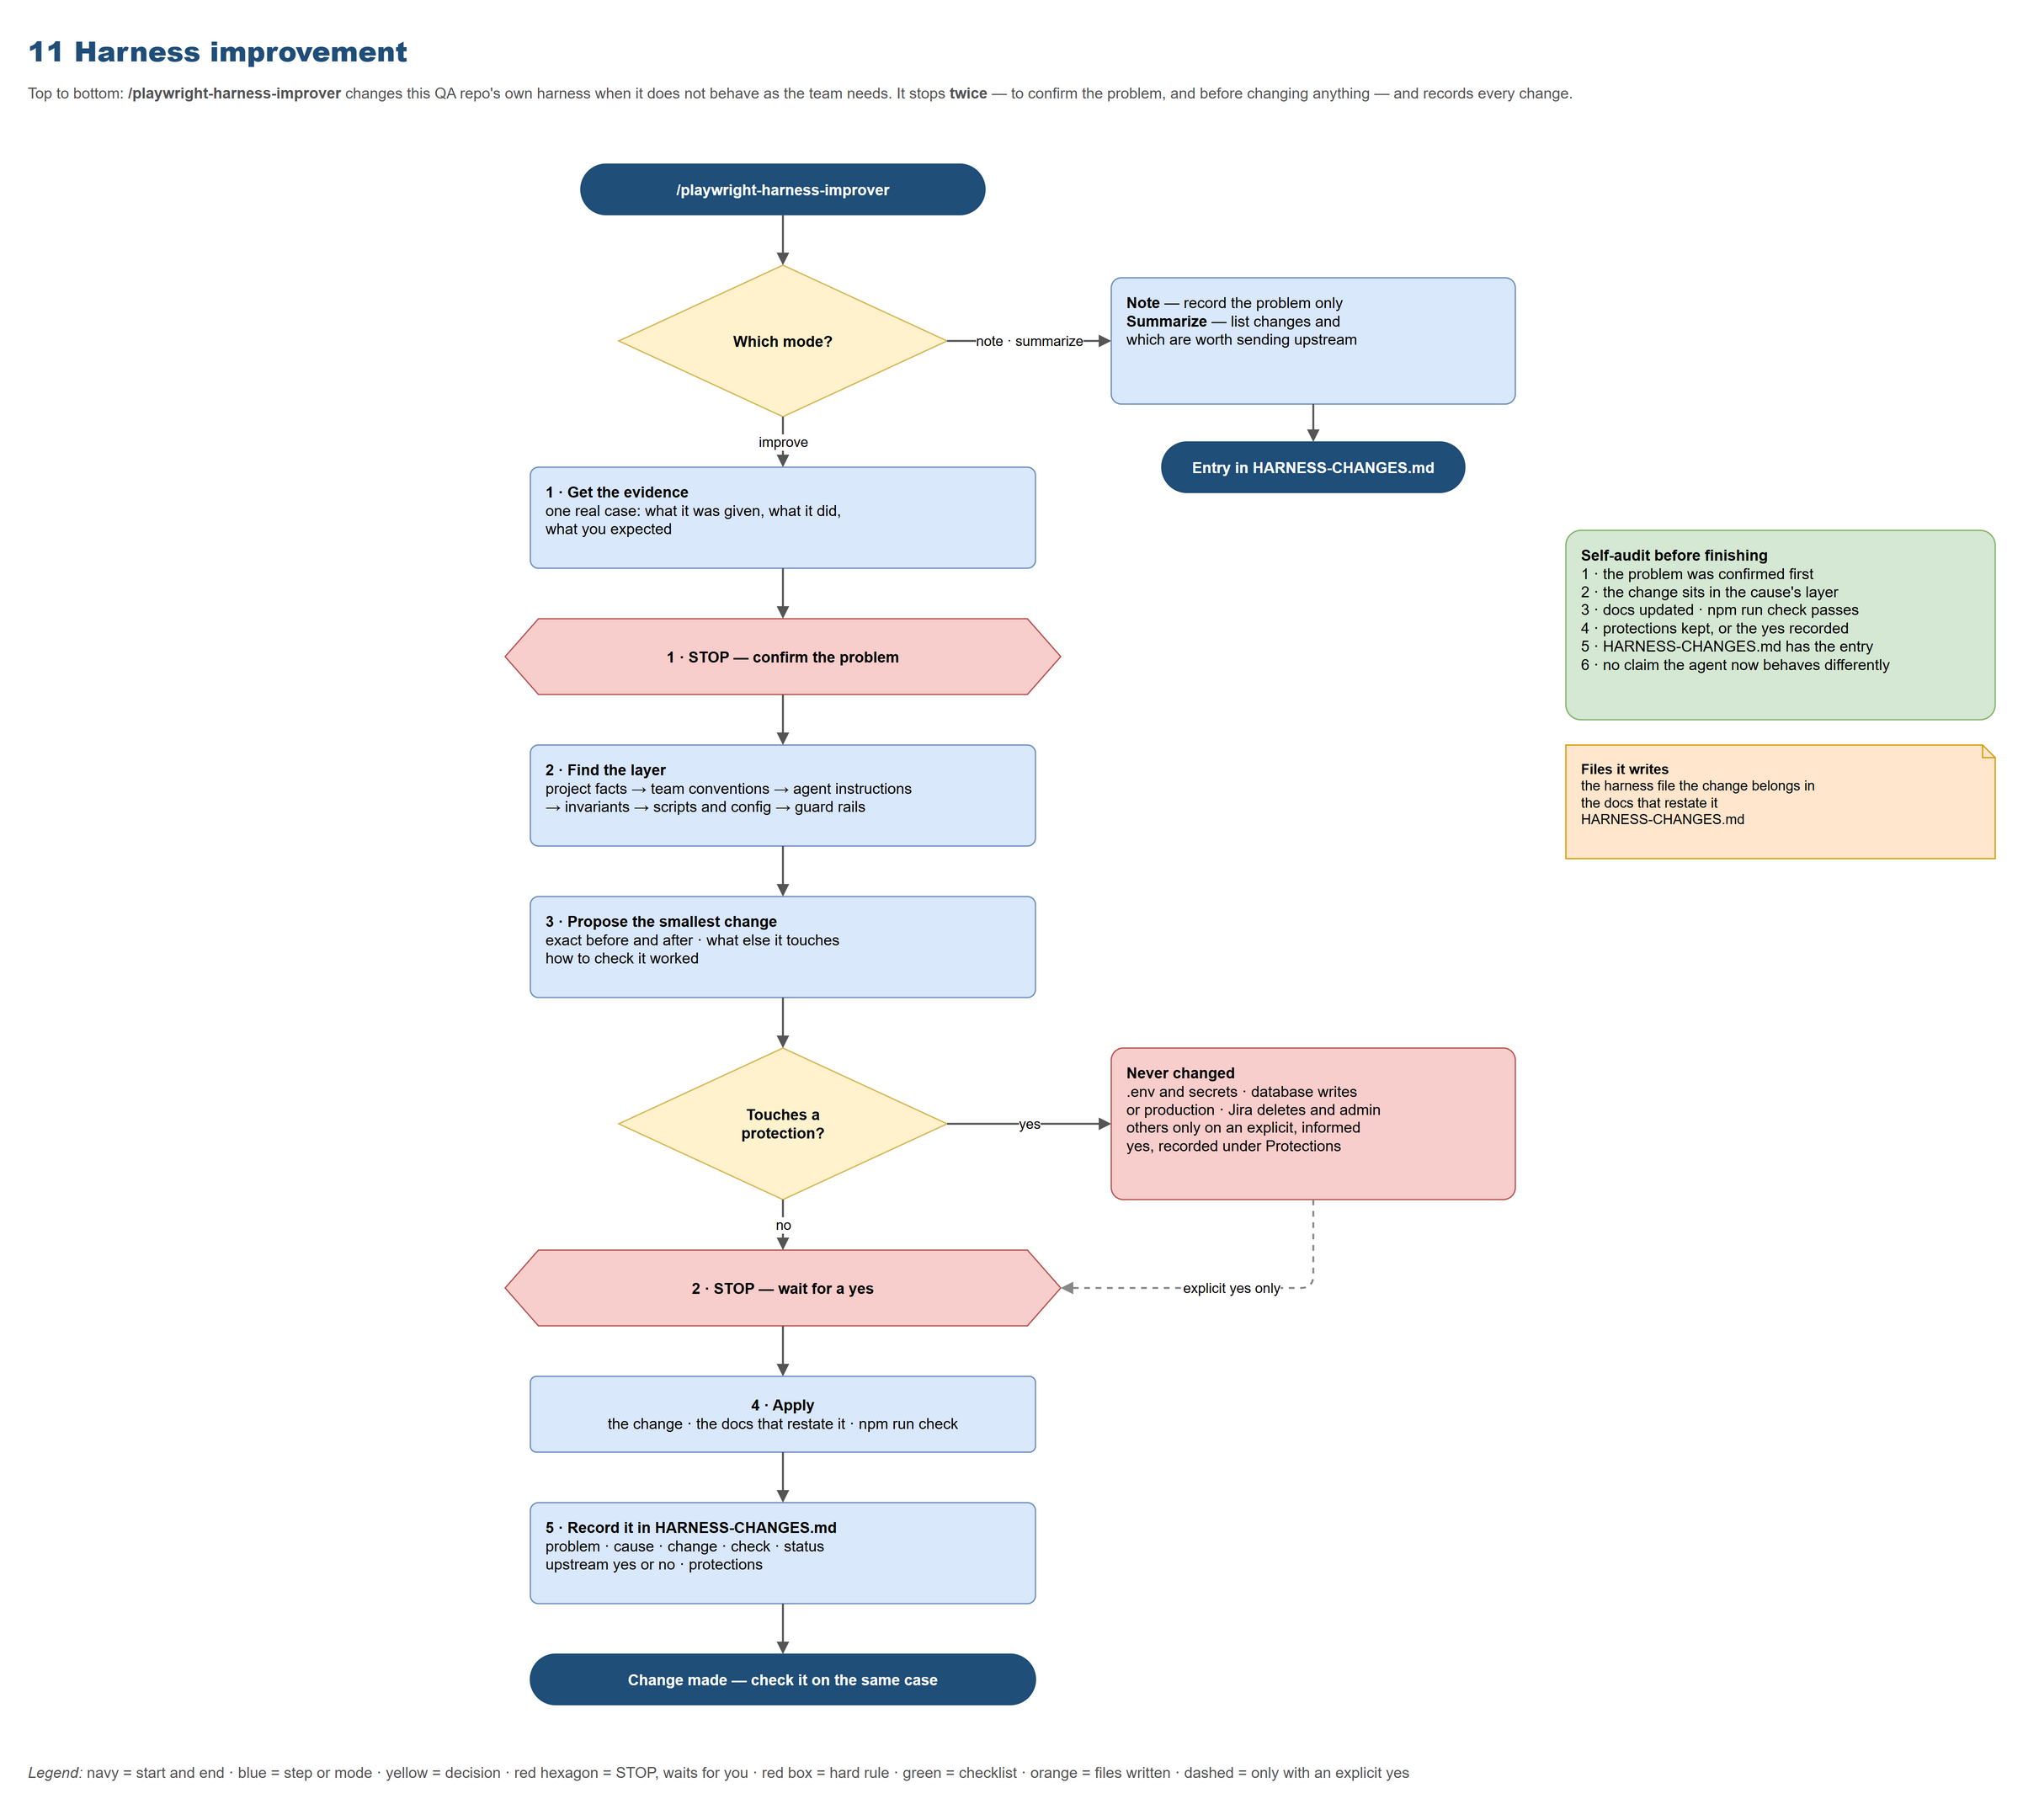 11 Harness improvement
Top to bottom: /playwright-harness-improver changes this QA repo's own harness when it does not behave as the team needs. It stops twice — to confirm the problem, and before changing anything — and records every change.
/playwright-harness-improver
Which mode?
note · summarize
Note — record the problem only
Summarize — list changes and
which are worth sending upstream
improve
Entry in HARNESS-CHANGES.md
1 · Get the evidence
one real case: what it was given, what it did,
what you expected
Self-audit before finishing
1 · the problem was confirmed first
2 · the change sits in the cause's layer
3 · docs updated · npm run check passes
4 · protections kept, or the yes recorded
5 · HARNESS-CHANGES.md has the entry
6 · no claim the agent now behaves differently
1 · STOP — confirm the problem
2 · Find the layer
project facts → team conventions → agent instructions
→ invariants → scripts and config → guard rails
Files it writes
the harness file the change belongs in
the docs that restate it
HARNESS-CHANGES.md
3 · Propose the smallest change
exact before and after · what else it touches
how to check it worked
Touches a
protection?
yes
Never changed
.env and secrets · database writes
or production · Jira deletes and admin
others only on an explicit, informed
yes, recorded under Protections
no
2 · STOP — wait for a yes
explicit yes only
4 · Apply
the change · the docs that restate it · npm run check
5 · Record it in HARNESS-CHANGES.md
problem · cause · change · check · status
upstream yes or no · protections
Change made — check it on the same case
Legend: navy = start and end · blue = step or mode · yellow = decision · red hexagon = STOP, waits for you · red box = hard rule · green = checklist · orange = files written · dashed = only with an explicit yes